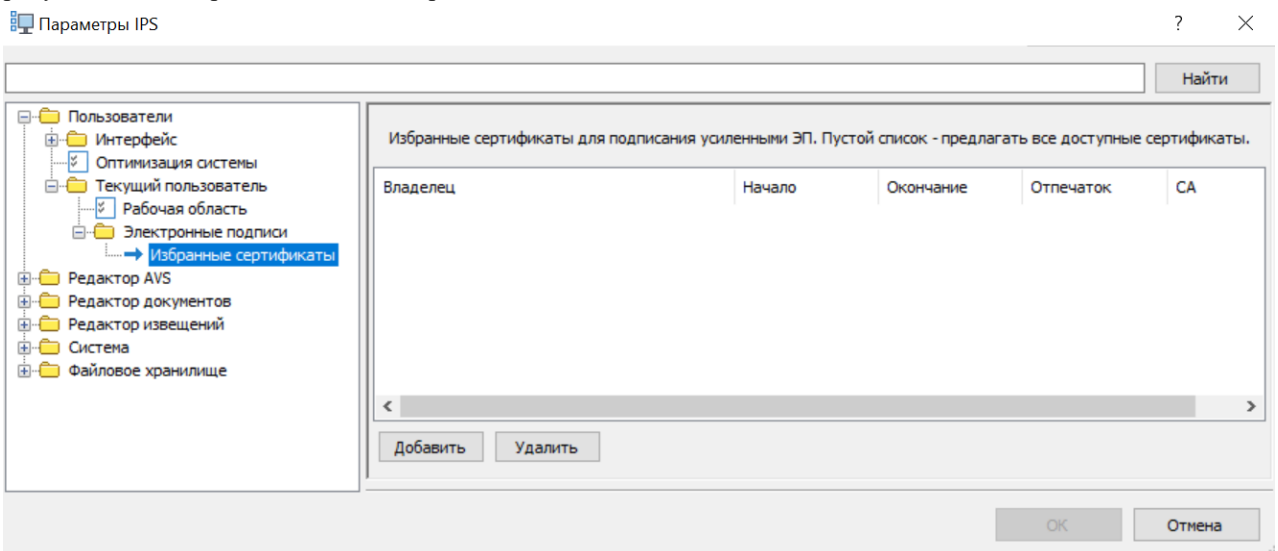 Параметры IPS
?
Найти
Пользователи
Интерфейс
Оптимизация системы
Текущий пользователь
Рабочая область
Электронные подписи
Избранные сертификаты
Редактор AVS
Редактор документов
Редактор извещений
Система
Файловое хранилище
Избранные сертификаты для подписания усиленными ЭП. Пустой список - предлагать все доступные сертификаты.
Владелец Начало Окончание Отпечаток CA
Добавить Удалить
OK Отмена